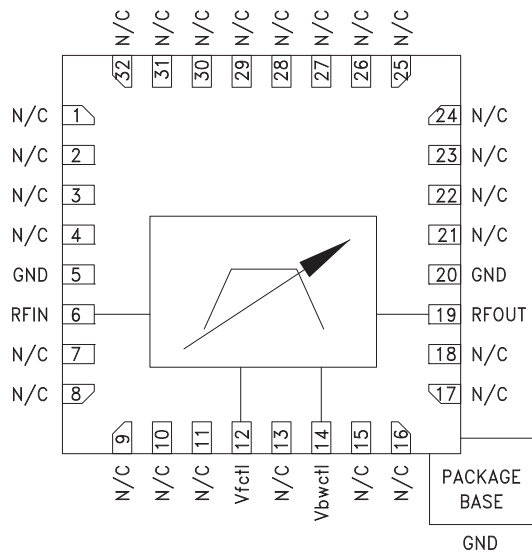 N/C N/C N/C N/C N/C N/C N/C N/C
32 31 30 29 28 27 26 25
N/C 1
N/C 2
N/C 3
N/C 4
GND 5
RFIN 6
N/C 7
N/C 8
24 N/C
23 N/C
22 N/C
21 N/C
20 GND
19 RFOUT
18 N/C
17 N/C
9 10 11 12 13 14 15 16
N/C N/C N/C Vfctl N/C Vbwctl N/C N/C
PACKAGE
BASE
GND